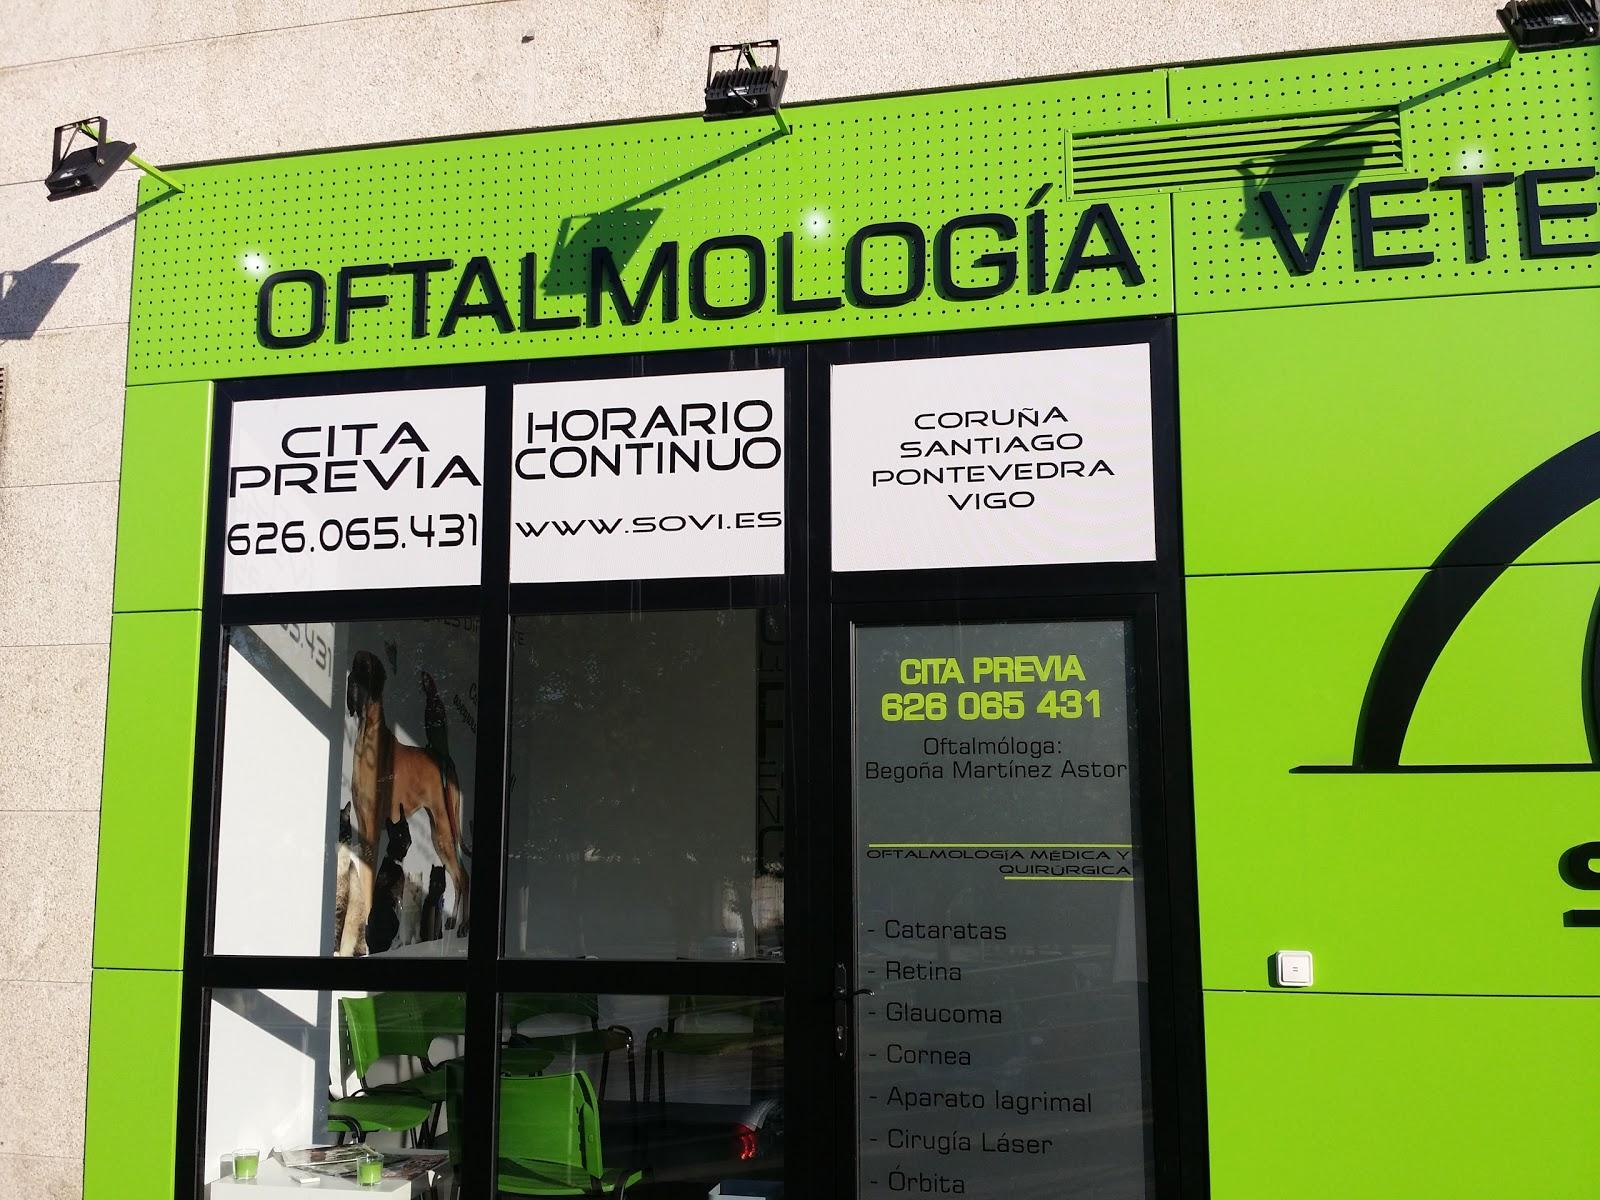 OFTALMOLOGÍA VETE
CITA
PREVIA
626.065.431
HORARIO
CONTINUO
WWW.SOVI.ES
CORUÑA
SANTIAGO
PONTEVEDRA
VIGO
CITA PREVIA
626 065 431
Oftalmóloga:
Begoña Martínez Astor
OFTALMOLOGÍA MÉDICA Y
QUIRÚRGICA
- Cataratas
- Retina
- Glaucoma
- Cornea
- Aparato lagrimal
- Cirugía Láser
- Órbita